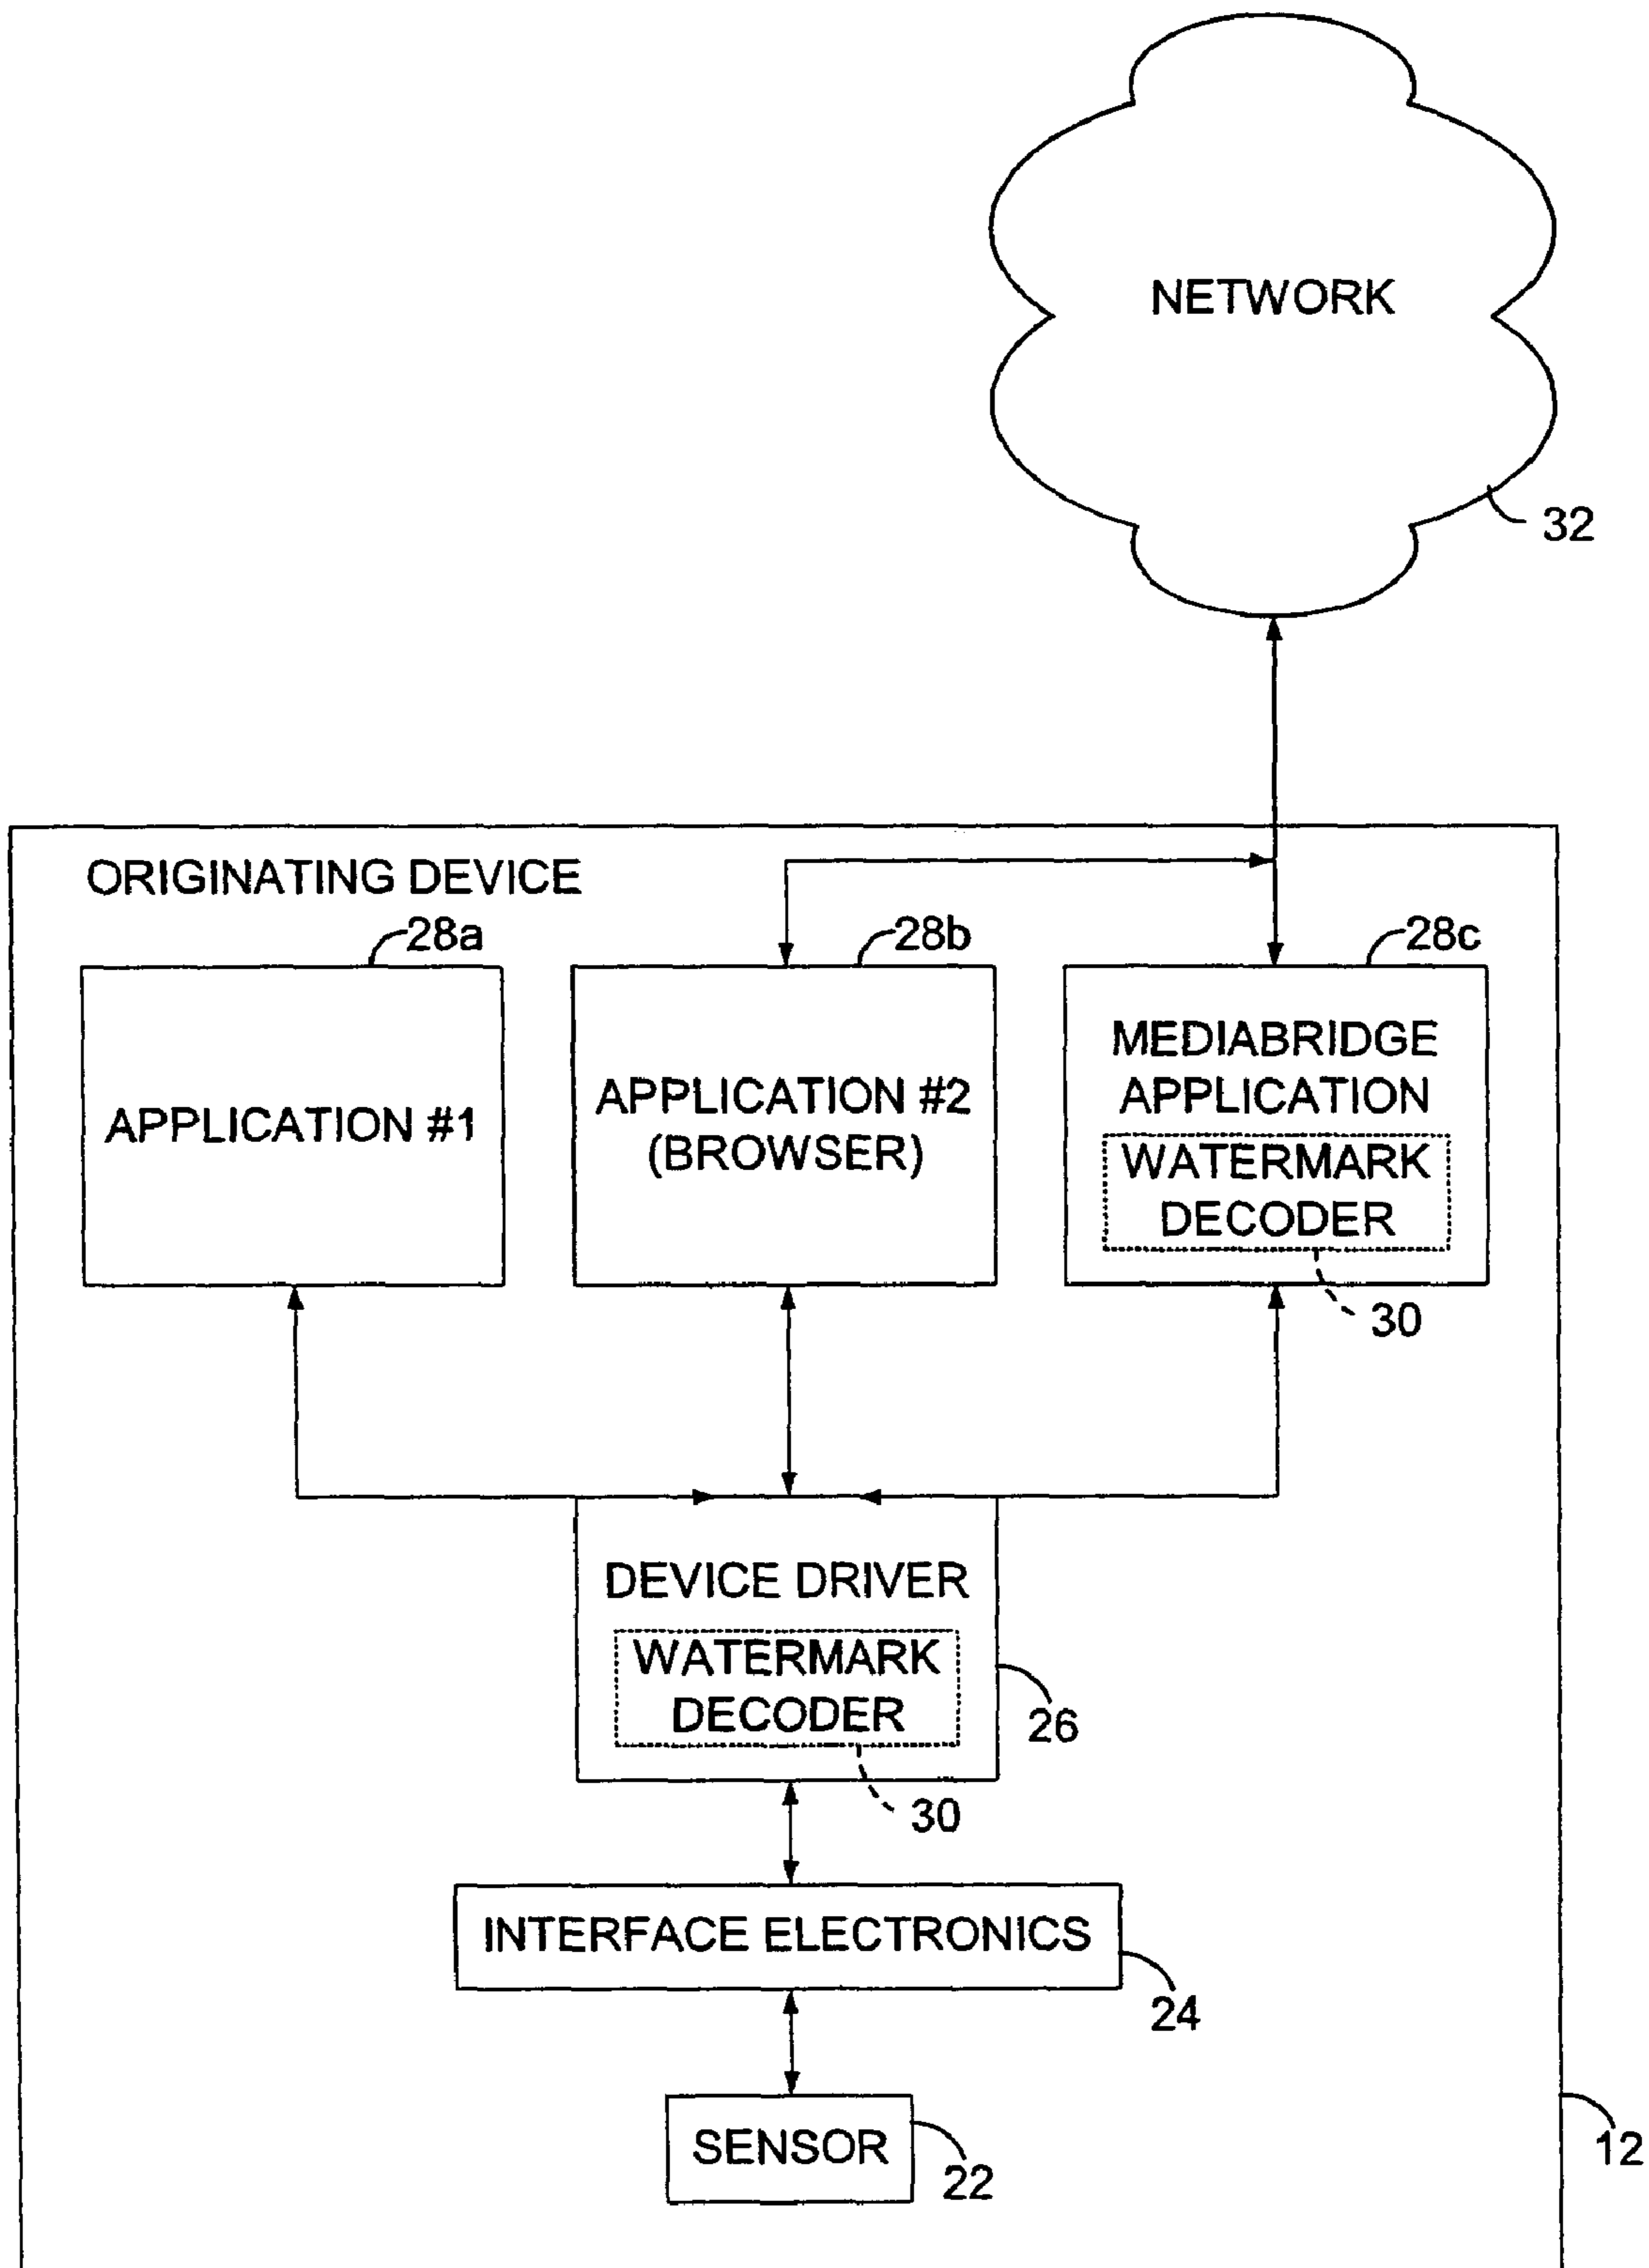 NETWORK
32
ORIGINATING DEVICE
28a
28b
28c
APPLICATION #1
APPLICATION #2
(BROWSER)
MEDIABRIDGE
APPLICATION
WATERMARK
DECODER
30
DEVICE DRIVER
WATERMARK
DECODER
26
30
INTERFACE ELECTRONICS
24
SENSOR
22
12